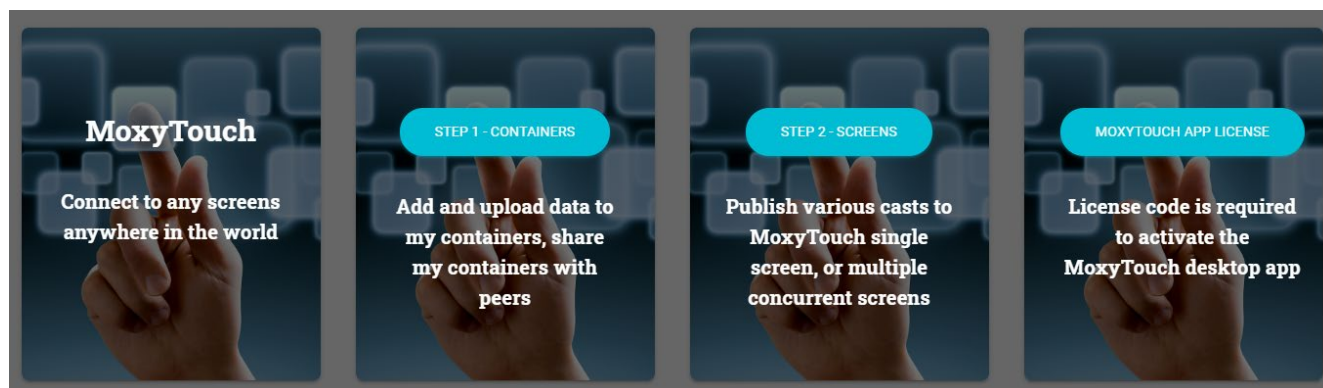 MoxyTouch
Connect to any screens
anywhere in the world
STEP 1 - CONTAINERS
Add and upload data to
my containers, share
my containers with
peers
STEP 2 - SCREENS
Publish various casts to
MoxyTouch single
screen, or multiple
concurrent screens
MOXYTOUCH APP LICENSE
License code is required
to activate the
MoxyTouch desktop app